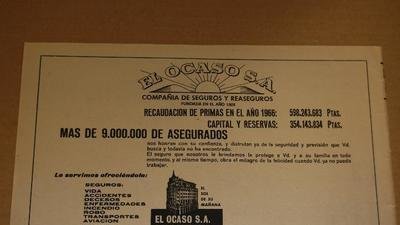 EL OCASO S.A.
COMPAÑIA DE SEGUROS Y REASEGUROS
FUNDADA EN EL AÑO 1920
RECAUDACION DE PRIMAS EN EL AÑO 1966: 598.243.683 Ptas.
CAPITAL Y RESERVAS: 354.143.834 Ptas.
MAS DE 9.000.000 DE ASEGURADOS
nos honran con su confianza, y disfrutan ya de la seguridad y previsión que Vd.
busca y todavía no ha encontrado.
El seguro que nosotros le brindamos le protege a Vd. y a su familia en todo
momento, y al mismo tiempo, obra el milagro de la felicidad cuando Vd. ya no pueda
trabajar.
Le servimos ofreciéndole:
SEGUROS:
VIDA
ACCIDENTES
DECESOS
ENFERMEDADES
INCENDIO
ROBO
TRANSPORTES
AVIACION
EL
SOL
DE SU
MAÑANA
EL OCASO S.A.